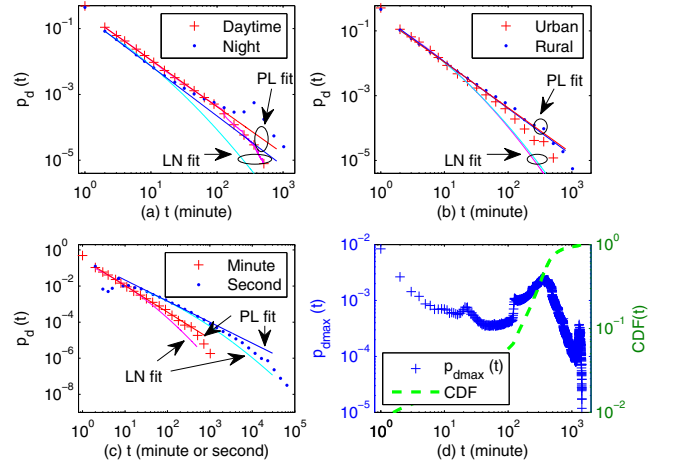 10^-1
10^-3
10^-5
p_d (t)
Daytime
Night
PL fit
LN fit
10^0
10^1
10^2
10^3
(a) t (minute)
10^-1
10^-3
10^-5
p_d (t)
Urban
Rural
PL fit
LN fit
10^0
10^1
10^2
10^3
(b) t (minute)
10^0
10^-2
10^-4
10^-6
10^-8
p_d (t)
Minute
Second
PL fit
LN fit
10^0
10^1
10^2
10^3
10^4
10^5
(c) t (minute or second)
10^-2
10^-3
10^-4
10^-5
p_dmax (t)
p_dmax (t)
CDF
10^0
10^-1
10^-2
CDF(t)
10^0
10^1
10^2
10^3
(d) t (minute)